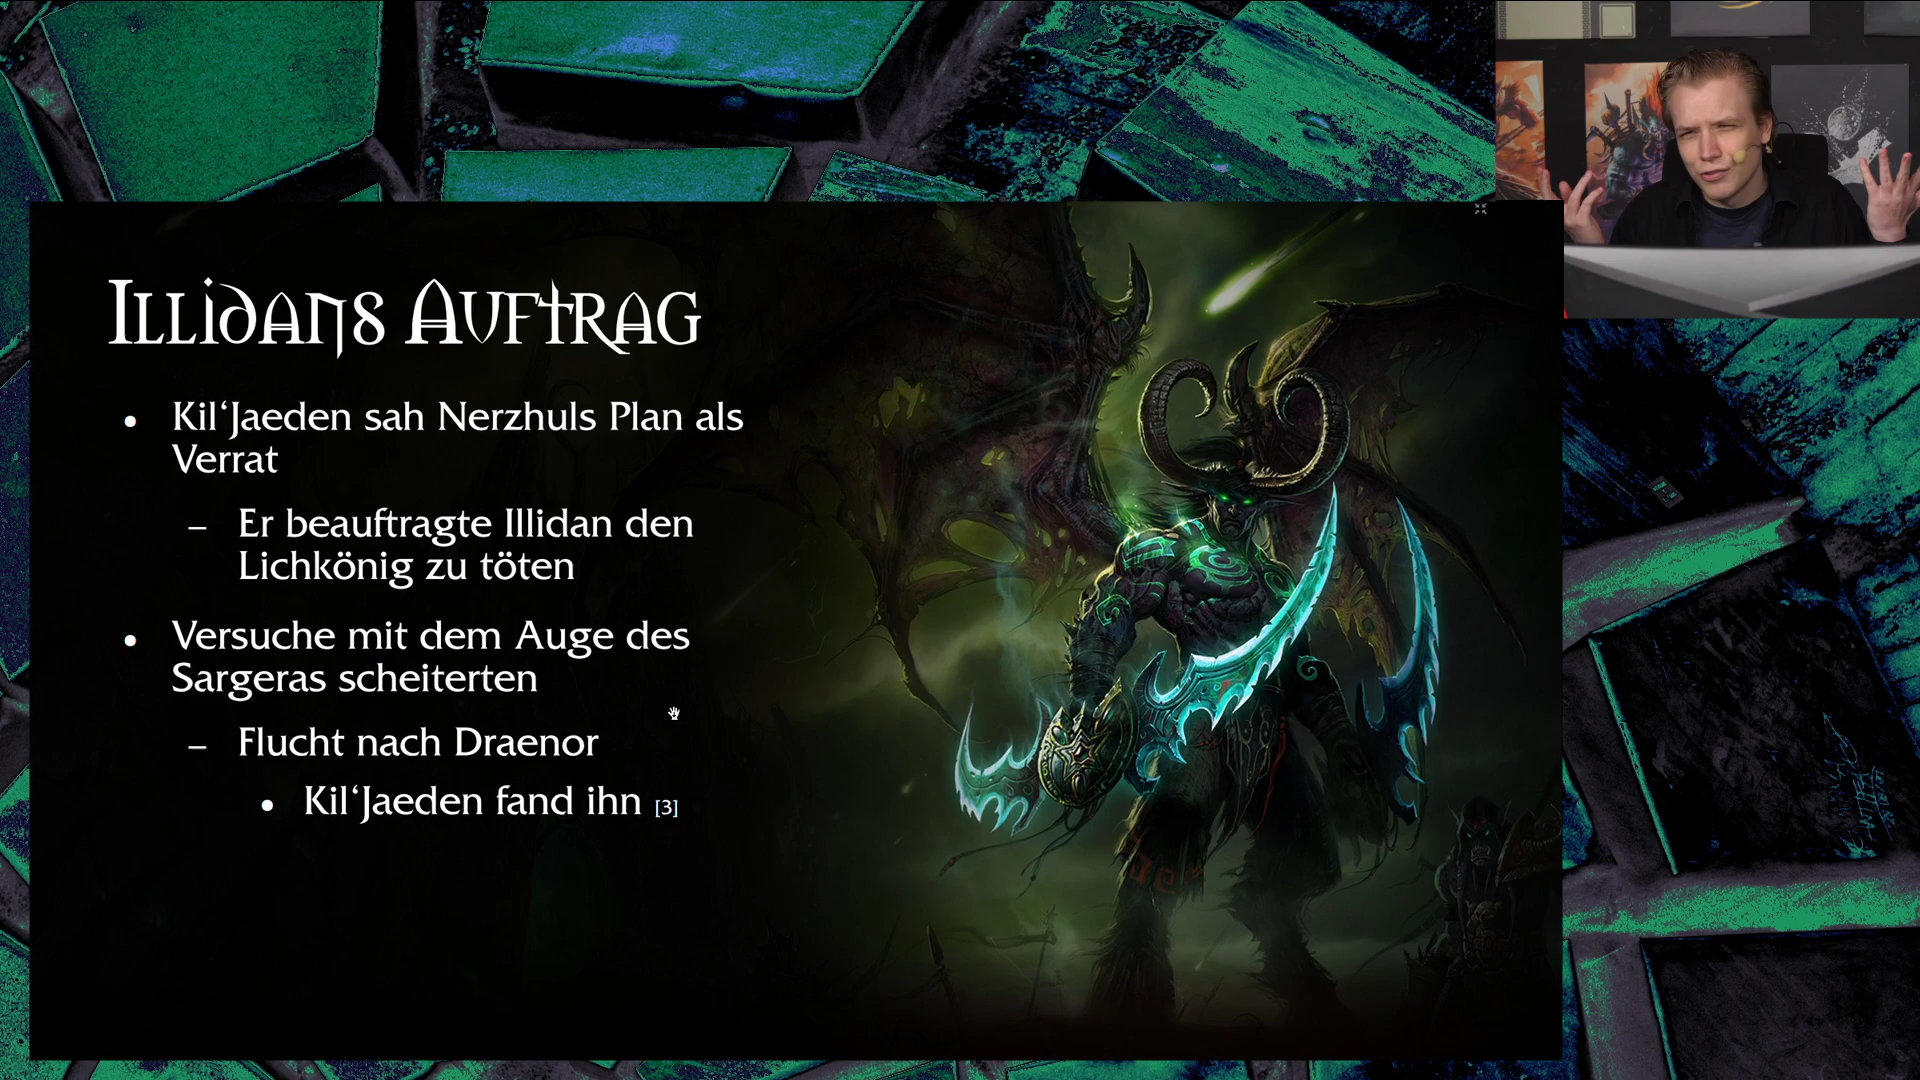 Illidans Auftrag
• Kil‘Jaeden sah Nerzhuls Plan als
Verrat
– Er beauftragte Illidan den
Lichkönig zu töten
• Versuche mit dem Auge des
Sargeras scheiterten
– Flucht nach Draenor
• Kil‘Jaeden fand ihn [3]